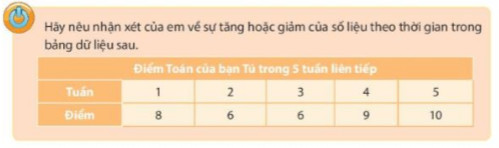 Hãy nêu nhận xét của em về sự tăng hoặc giảm của số liệu theo thời gian trong
bảng dữ liệu sau.
Điểm Toán của bạn Tú trong 5 tuần liên tiếp
Tuần 1 2 3 4 5
Điểm 8 6 6 9 10